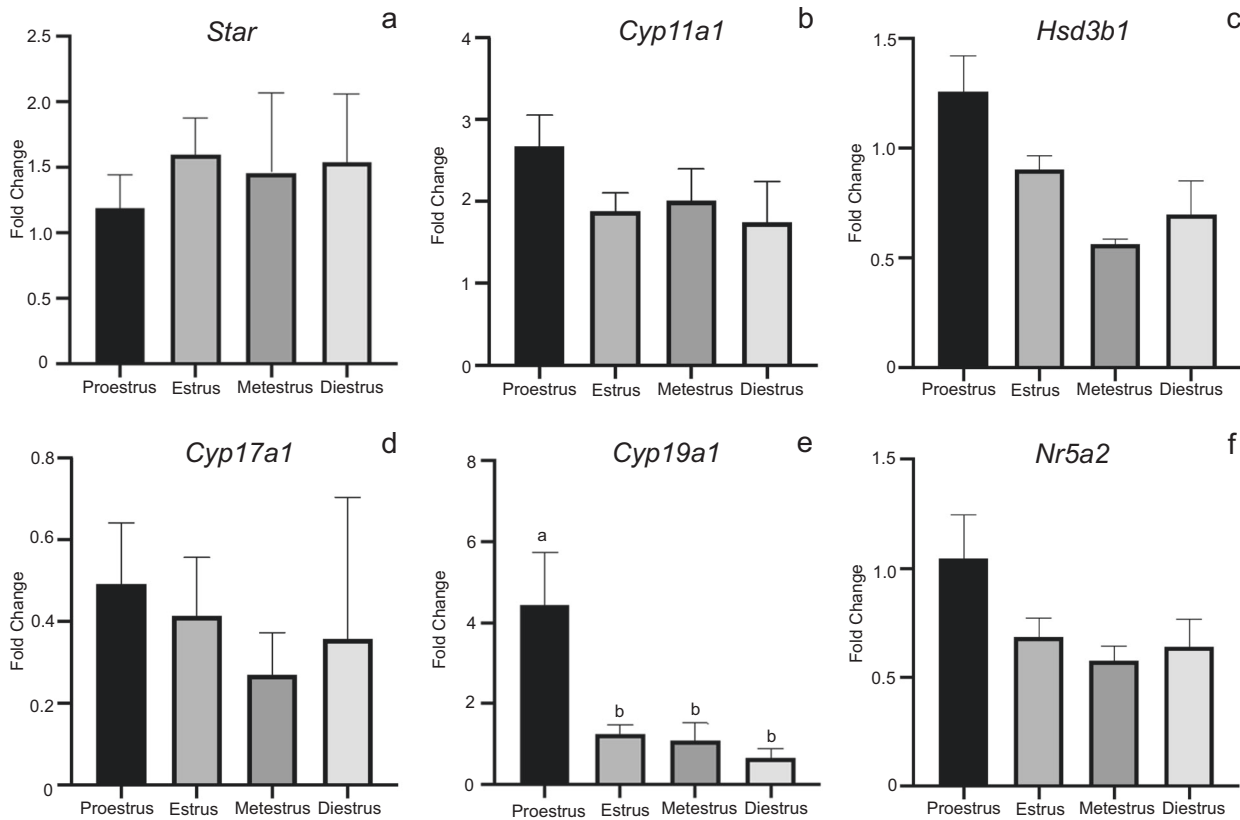 Star
a
2.5
2.0
1.5
1.0
0.5
0
Fold Change
Proestrus
Estrus
Metestrus
Diestrus
Cyp11a1
b
4
3
2
1
0
Fold Change
Proestrus
Estrus
Metestrus
Diestrus
Hsd3b1
c
1.5
1.0
0.5
0
Fold Change
Proestrus
Estrus
Metestrus
Diestrus
Cyp17a1
d
0.8
0.6
0.4
0.2
0
Fold Change
Proestrus
Estrus
Metestrus
Diestrus
Cyp19a1
e
8
6
4
2
0
Fold Change
a
b
b
b
Proestrus
Estrus
Metestrus
Diestrus
Nr5a2
f
1.5
1.0
0.5
0
Fold Change
Proestrus
Estrus
Metestrus
Diestrus